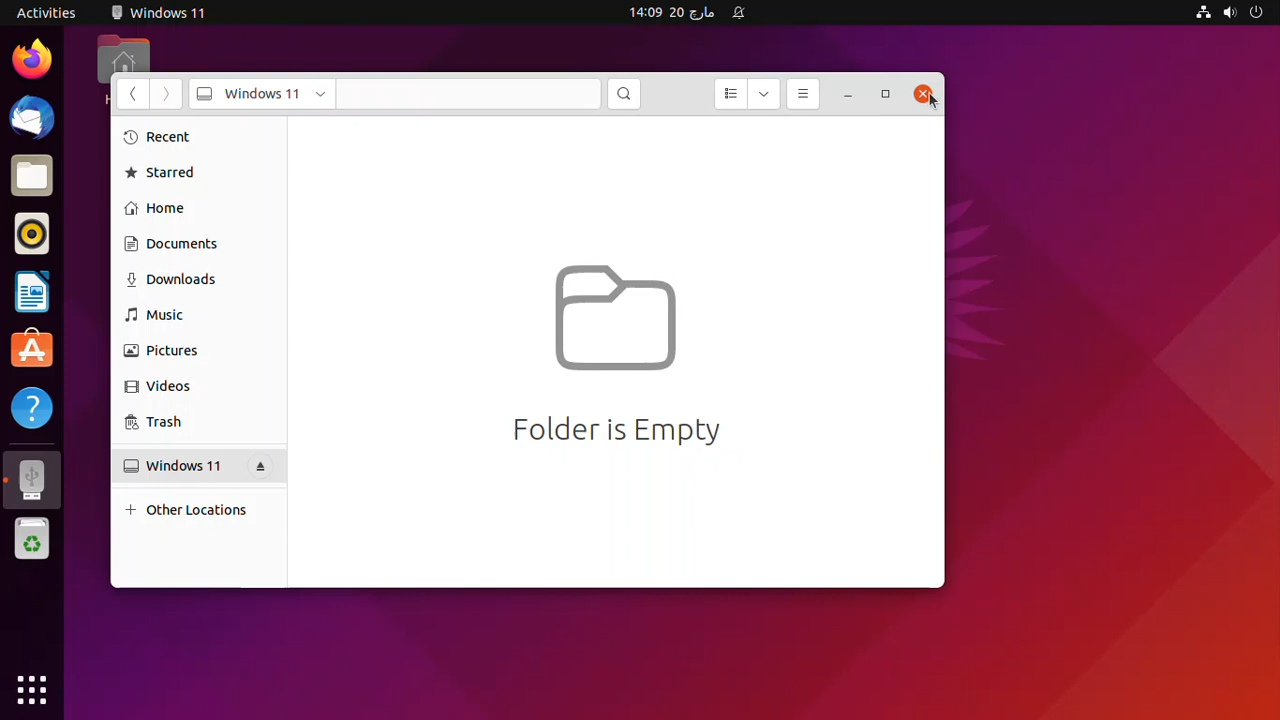 Activities
Windows 11
14:09 20 مارچ
Windows 11
Recent
Starred
Home
Documents
Downloads
Music
Pictures
Videos
Trash
Windows 11
Other Locations
Folder is Empty